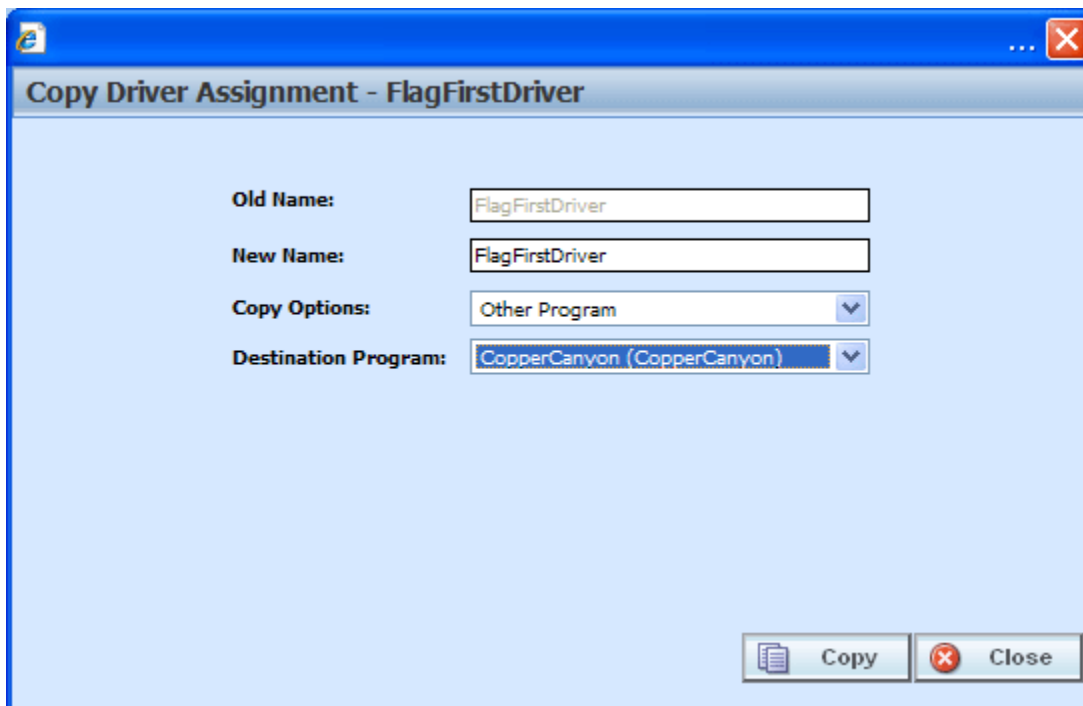 ...
Copy Driver Assignment - FlagFirstDriver
Old Name: FlagFirstDriver
New Name: FlagFirstDriver
Copy Options: Other Program
Destination Program: CopperCanyon (CopperCanyon)
Copy Close